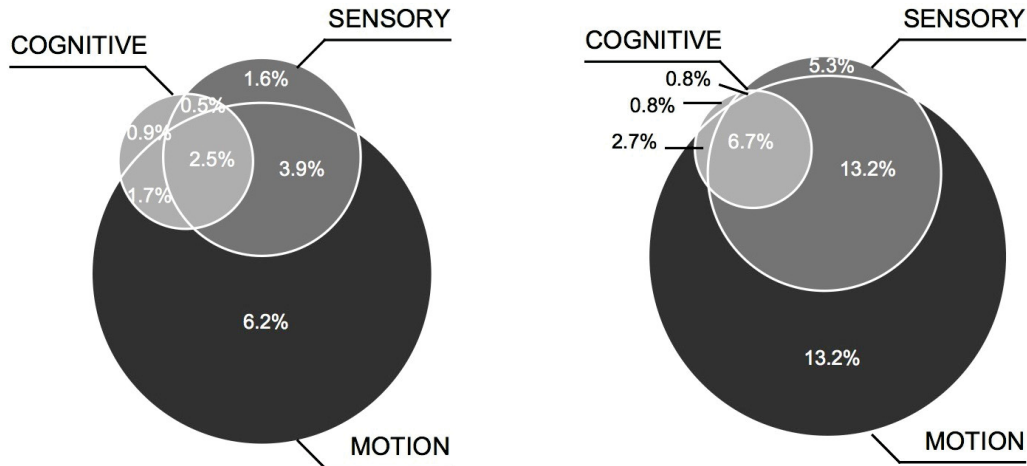 SENSORY
COGNITIVE
1.6%
0.5%
0.9%
2.5%
3.9%
1.7%
6.2%
MOTION
SENSORY
COGNITIVE
5.3%
0.8%
0.8%
2.7%
6.7%
13.2%
13.2%
MOTION